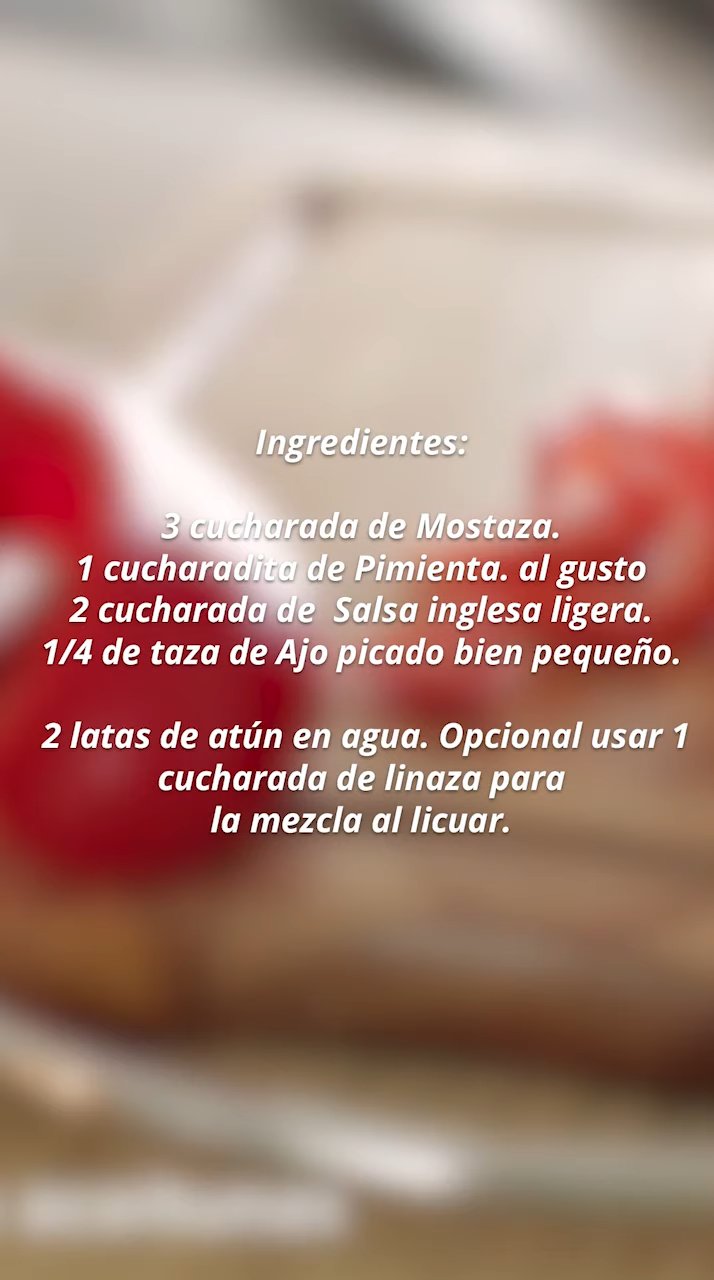 Ingredientes:
3 cucharada de Mostaza.
1 cucharadita de Pimienta. al gusto
2 cucharada de  Salsa inglesa ligera.
1/4 de taza de Ajo picado bien pequeño.
2 latas de atún en agua. Opcional usar 1
cucharada de linaza para
la mezcla al licuar.